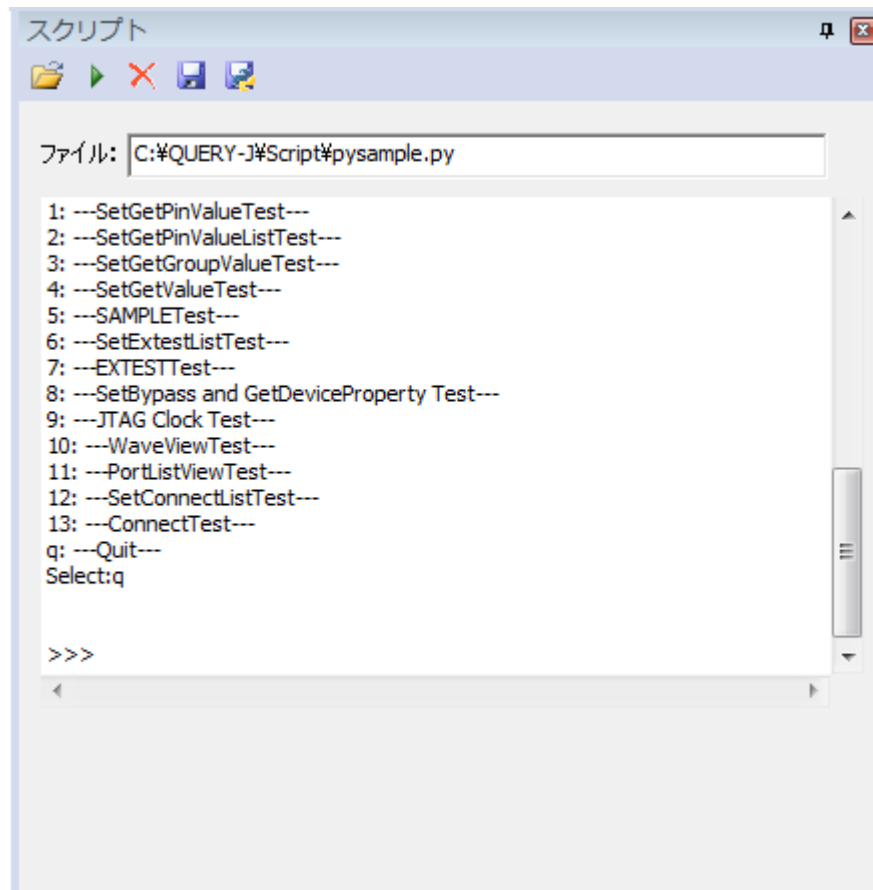 スクリプト
ファイル: C:¥QUERY-J¥Script¥pysample.py
1: ---SetGetPinValueTest---
2: ---SetGetPinValueListTest---
3: ---SetGetGroupValueTest---
4: ---SetGetValueTest---
5: ---SAMPLETest---
6: ---SetExtestListTest---
7: ---EXTESTTest---
8: ---SetBypass and GetDeviceProperty Test---
9: ---JTAG Clock Test---
10: ---WaveViewTest---
11: ---PortListViewTest---
12: ---SetConnectListTest---
13: ---ConnectTest---
q: ---Quit---
Select:q
>>>